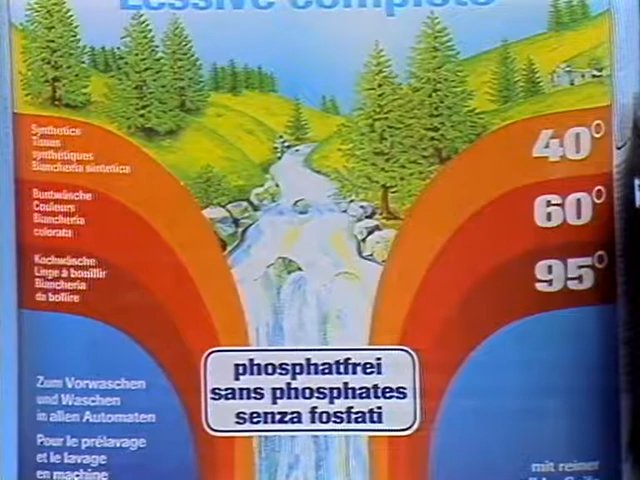 Lessive complète
Synthetics
Tissus
synthétiques
Biancheria sintetica
40°
Buntwäsche
Couleurs
Biancheria
colorata
60°
Kochwäsche
Linge à bouillir
Biancheria
da bollire
95°
phosphatfrei
sans phosphates
senza fosfati
Zum Vorwaschen
und Waschen
in allen Automaten
Pour le prélavage
et le lavage
en machine
mit reiner